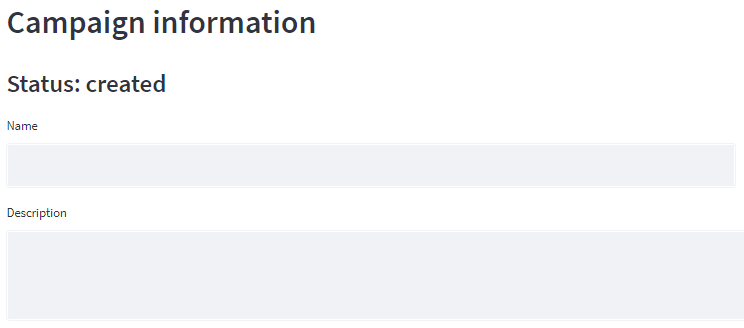 Campaign information
Status: created
Name
Description